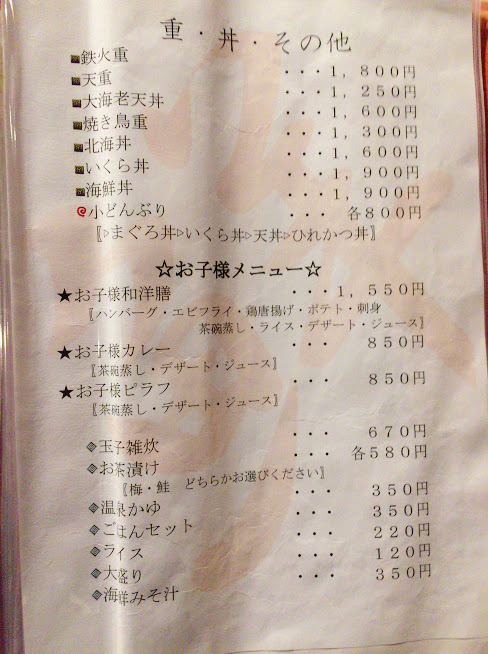 重・丼・その他
鉄火重 ・・・1,800円
天重 ・・・1,250円
大海老天丼 ・・・1,600円
焼き鳥重 ・・・1,300円
北海丼 ・・・1,600円
いくら丼 ・・・1,900円
海鮮丼 ・・・1,900円
小どんぶり ・・・ 各800円
〖▷まぐろ丼▷いくら丼▷天丼▷ひれかつ丼〗
☆お子様メニュー☆
★お子様和洋膳 ・・・1,550円
〖ハンバーグ・エビフライ・鶏唐揚げ・ポテト・刺身
茶碗蒸し・ライス・デザート・ジュース〗
★お子様カレー ・・・ 850円
〖茶碗蒸し・デザート・ジュース〗
★お子様ピラフ ・・・ 850円
〖茶碗蒸し・デザート・ジュース〗
◈玉子雑炊 ・・・ 670円
◈お茶漬け ・・・ 各580円
〖梅・鮭 どちらかお選びください〗
◈温泉かゆ ・・・ 350円
◈ごはんセット ・・・ 350円
◈ライス ・・・ 220円
◈大盛り ・・・ 120円
◈海鮮みそ汁 ・・・ 350円